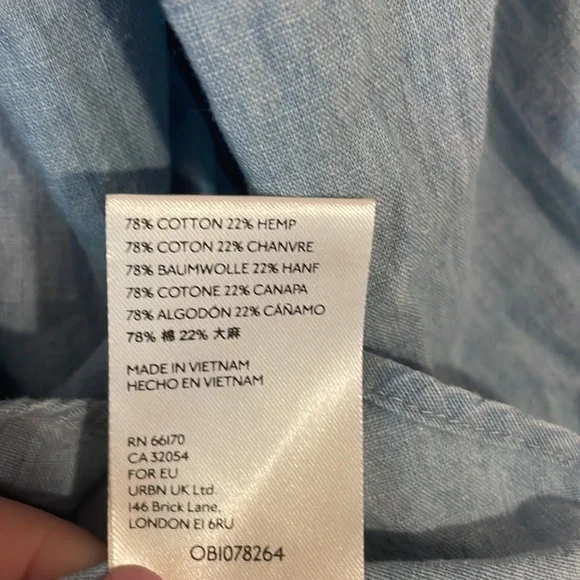 78% COTTON 22% HEMP
78% COTON 22% CHANVRE
78% BAUMWOLLE 22% HANF
78% COTONE 22% CANAPA
78% ALGODÓN 22% CÁÑAMO
78% 棉 22% 大麻
MADE IN VIETNAM
HECHO EN VIETNAM
RN 66170
CA 32054
FOR EU
URBN UK Ltd
146 Brick Lane,
LONDON E1 6RU
OB1078264